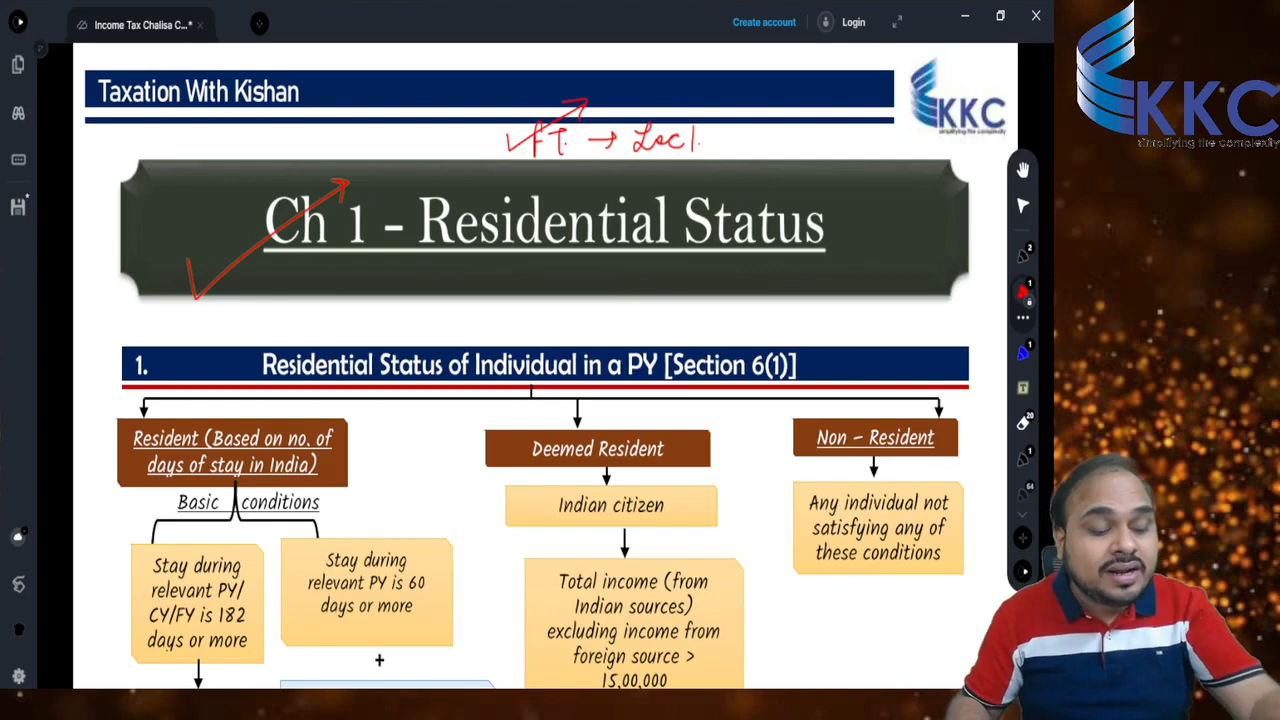 Income Tax Chalisa C...*
Create account
Login
Taxation With Kishan
KKC
simplifying the complexity
KKC
simplifying the complexity
Ch 1 - Residential Status
1. Residential Status of Individual in a PY [Section 6(1)]
Resident (Based on no. of
days of stay in India)
Basic conditions
Stay during
relevant PY/
CY/FY is 182
days or more
Stay during
relevant PY is 60
days or more
+
Deemed Resident
Indian citizen
Total income (from
Indian sources)
excluding income from
foreign source >
15,00,000
Non - Resident
Any individual not
satisfying any of
these conditions